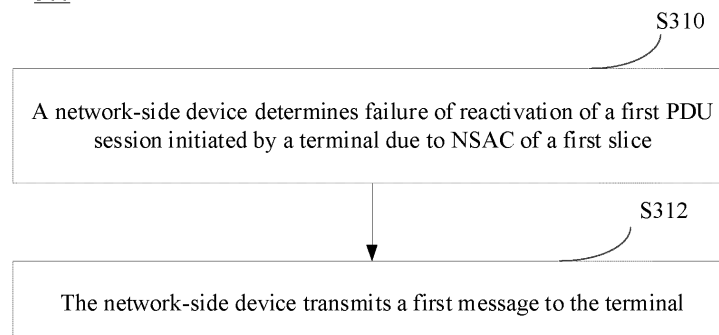 S310
A network-side device determines failure of reactivation of a first PDU
session initiated by a terminal due to NSAC of a first slice
S312
The network-side device transmits a first message to the terminal